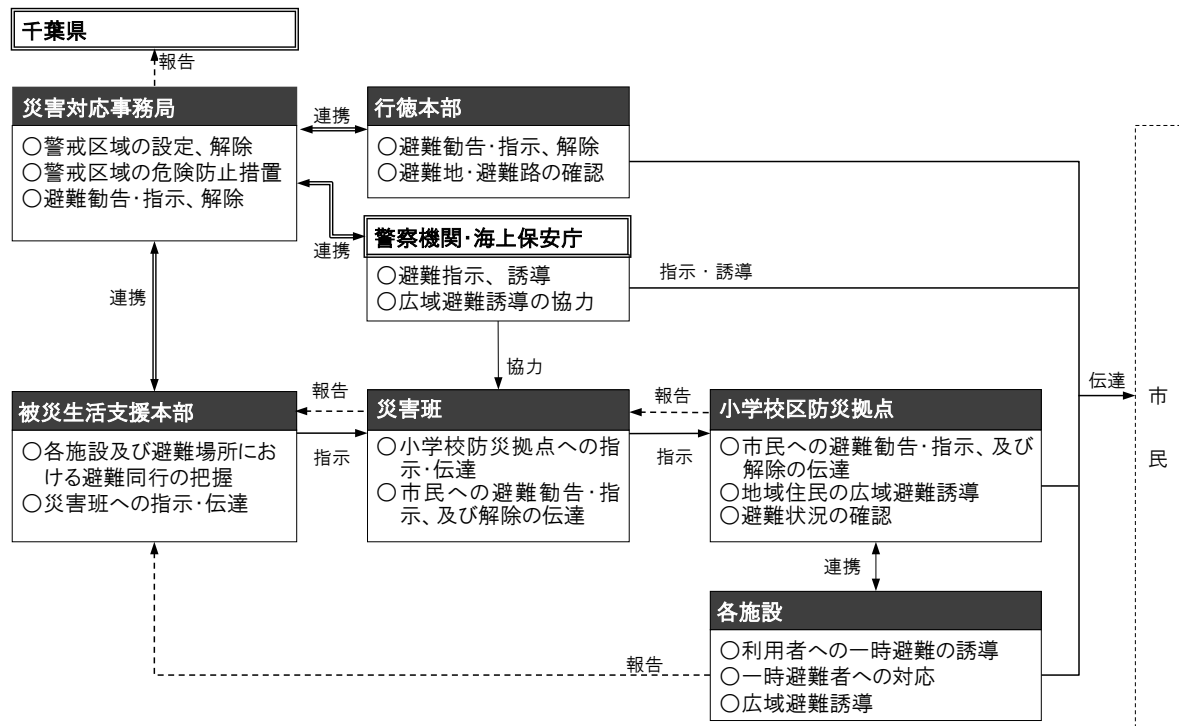 千葉県
報告
災害対応事務局
○警戒区域の設定、解除
○警戒区域の危険防止措置
○避難勧告・指示、解除
連携
行徳本部
○避難勧告・指示、解除
○避難地・避難路の確認
連携
警察機関・海上保安庁
○避難指示、誘導
○広域避難誘導の協力
指示・誘導
連携
協力
伝達
市
民
被災生活支援本部
○各施設及び避難場所にお
ける避難同行の把握
○災害班への指示・伝達
報告
指示
災害班
○小学校防災拠点への指
示・伝達
○市民への避難勧告・指
示、及び解除の伝達
報告
指示
小学校区防災拠点
○市民への避難勧告・指示、及び
解除の伝達
○地域住民の広域避難誘導
○避難状況の確認
連携
各施設
○利用者への一時避難の誘導
○一時避難者への対応
○広域避難誘導
報告